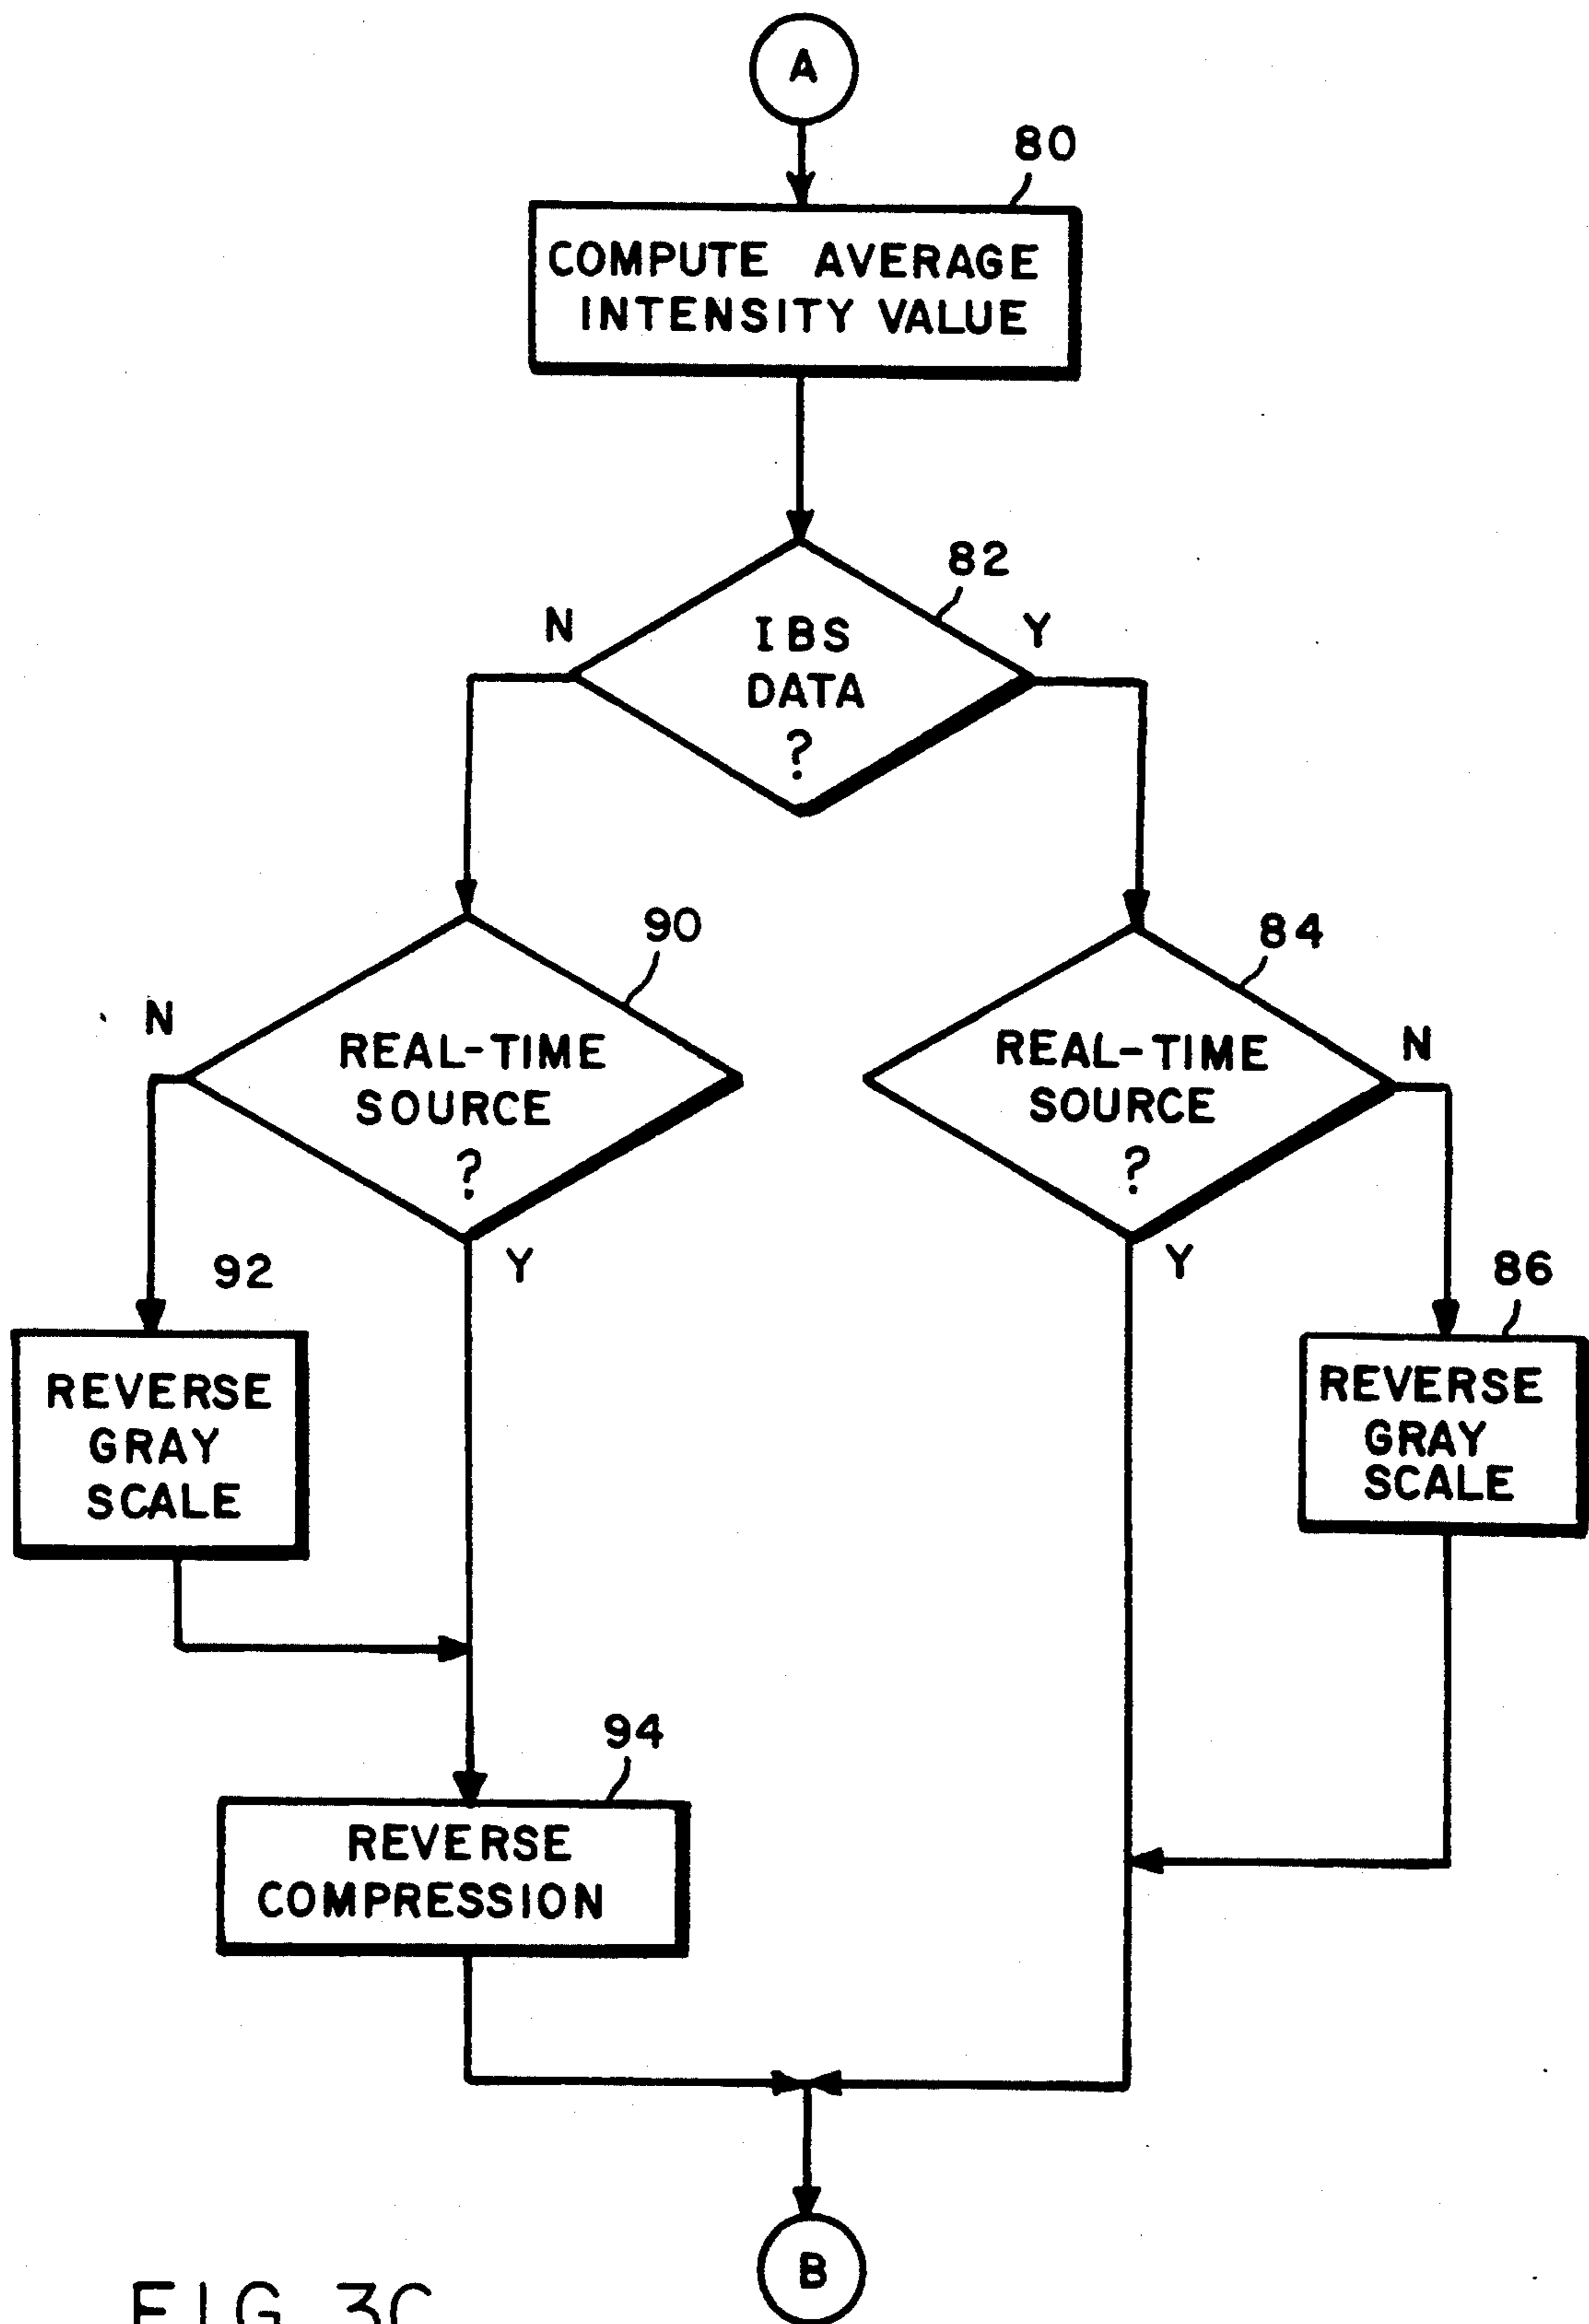 A
80
COMPUTE AVERAGE
INTENSITY VALUE
82
N
Y
IBS
DATA
?
90
84
N
REAL-TIME
SOURCE
?
Y
REAL-TIME
SOURCE
?
N
Y
92
REVERSE
GRAY
SCALE
86
REVERSE
GRAY
SCALE
94
REVERSE
COMPRESSION
B
FIG. 3C